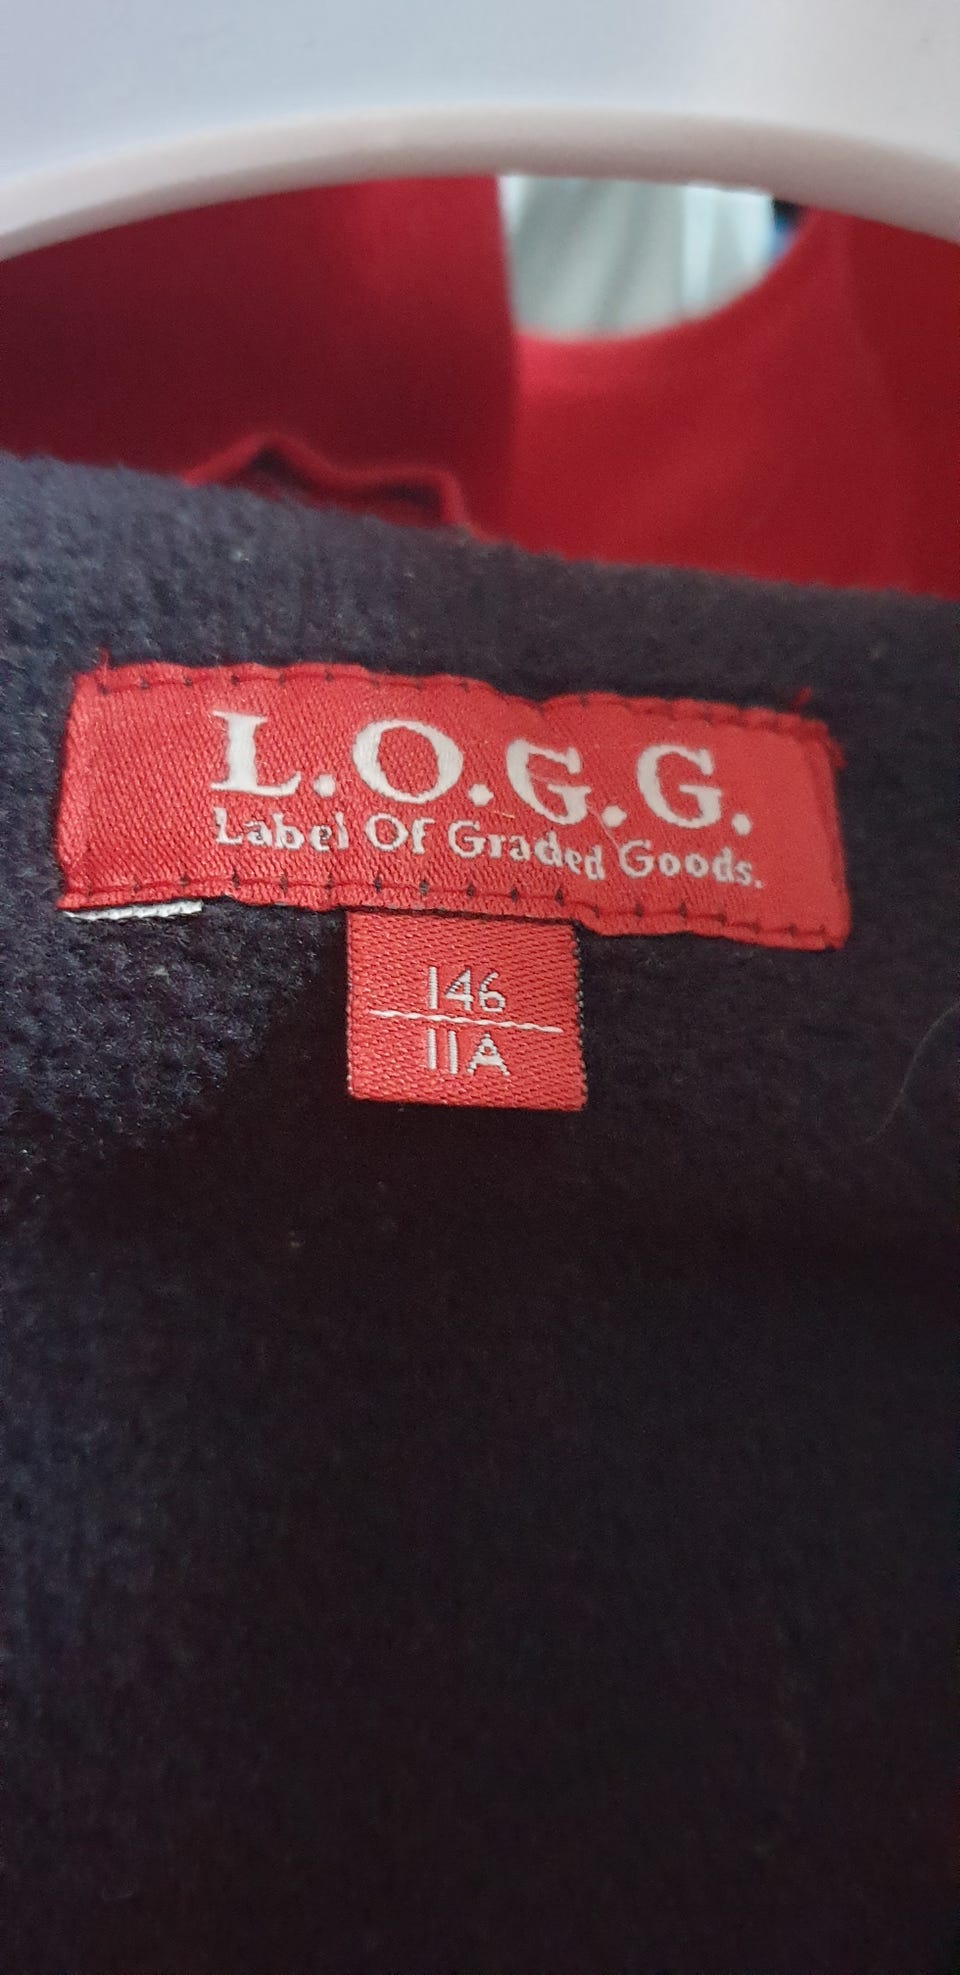 L.O.G.G.
Label Of Graded Goods.
146
11A